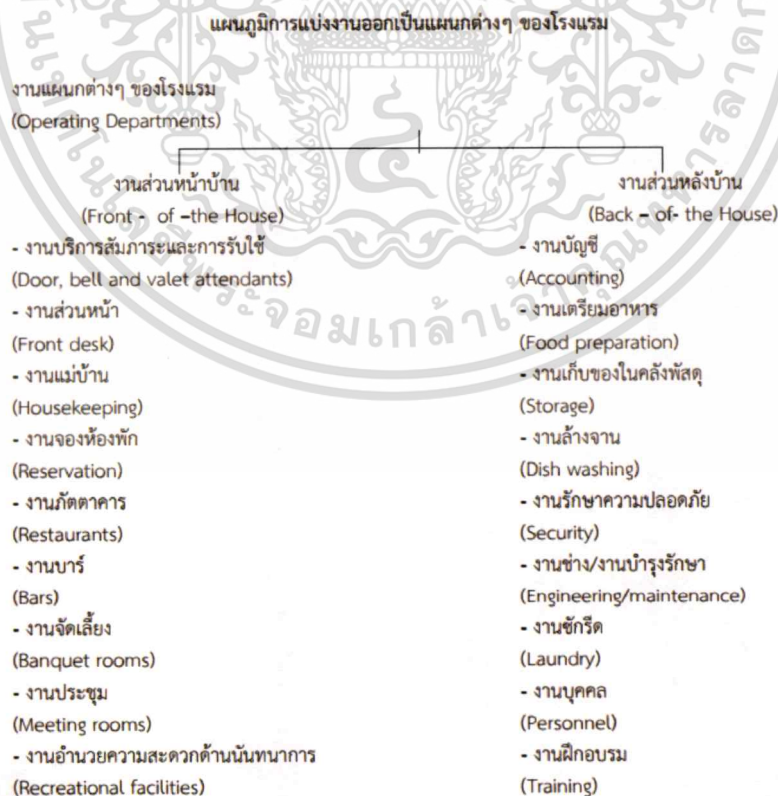 แผนภูมิการแบ่งงานออกเป็นแผนกต่างๆ ของโรงแรม
งานแผนกต่างๆ ของโรงแรม
(Operating Departments)
งานส่วนหน้าบ้าน
(Front - of –the House)
- งานบริการสัมภาระและการรับใช้
(Door, bell and valet attendants)
- งานส่วนหน้า
(Front desk)
- งานแม่บ้าน
(Housekeeping)
- งานจองห้องพัก
(Reservation)
- งานภัตตาคาร
(Restaurants)
- งานบาร์
(Bars)
- งานจัดเลี้ยง
(Banquet rooms)
- งานประชุม
(Meeting rooms)
- งานอำนวยความสะดวกด้านนันทนาการ
(Recreational facilities)
งานส่วนหลังบ้าน
(Back – of- the House)
- งานบัญชี
(Accounting)
- งานเตรียมอาหาร
(Food preparation)
- งานเก็บของในคลังพัสดุ
(Storage)
- งานล้างจาน
(Dish washing)
- งานรักษาความปลอดภัย
(Security)
- งานช่าง/งานบำรุงรักษา
(Engineering/maintenance)
- งานซักรีด
(Laundry)
- งานบุคคล
(Personnel)
- งานฝึกอบรม
(Training)